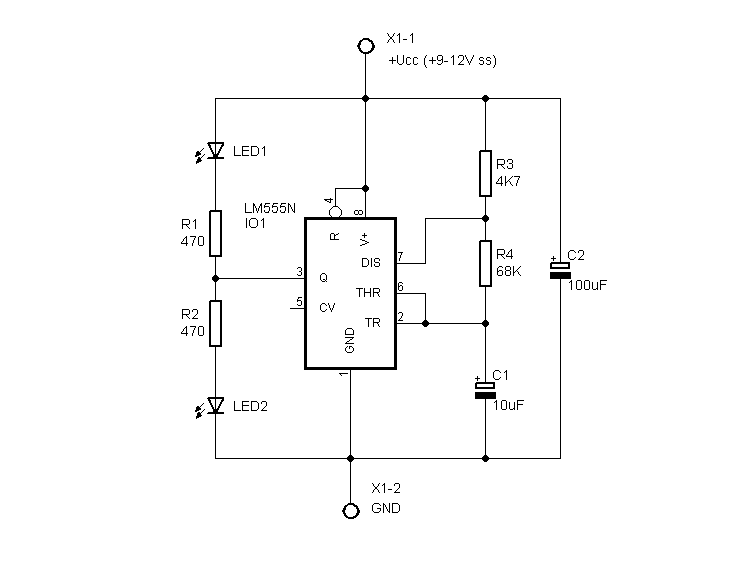 X1-1
+Ucc (+9-12V ss)
LED1
R3
4K7
4
8
LM555N
IO1
R1
470
R
V+
DIS
7
R4
68K
C2
+
100uF
3
Q
THR
6
5
CV
R2
470
TR
2
GND
1
C1
+
10uF
LED2
X1-2
GND